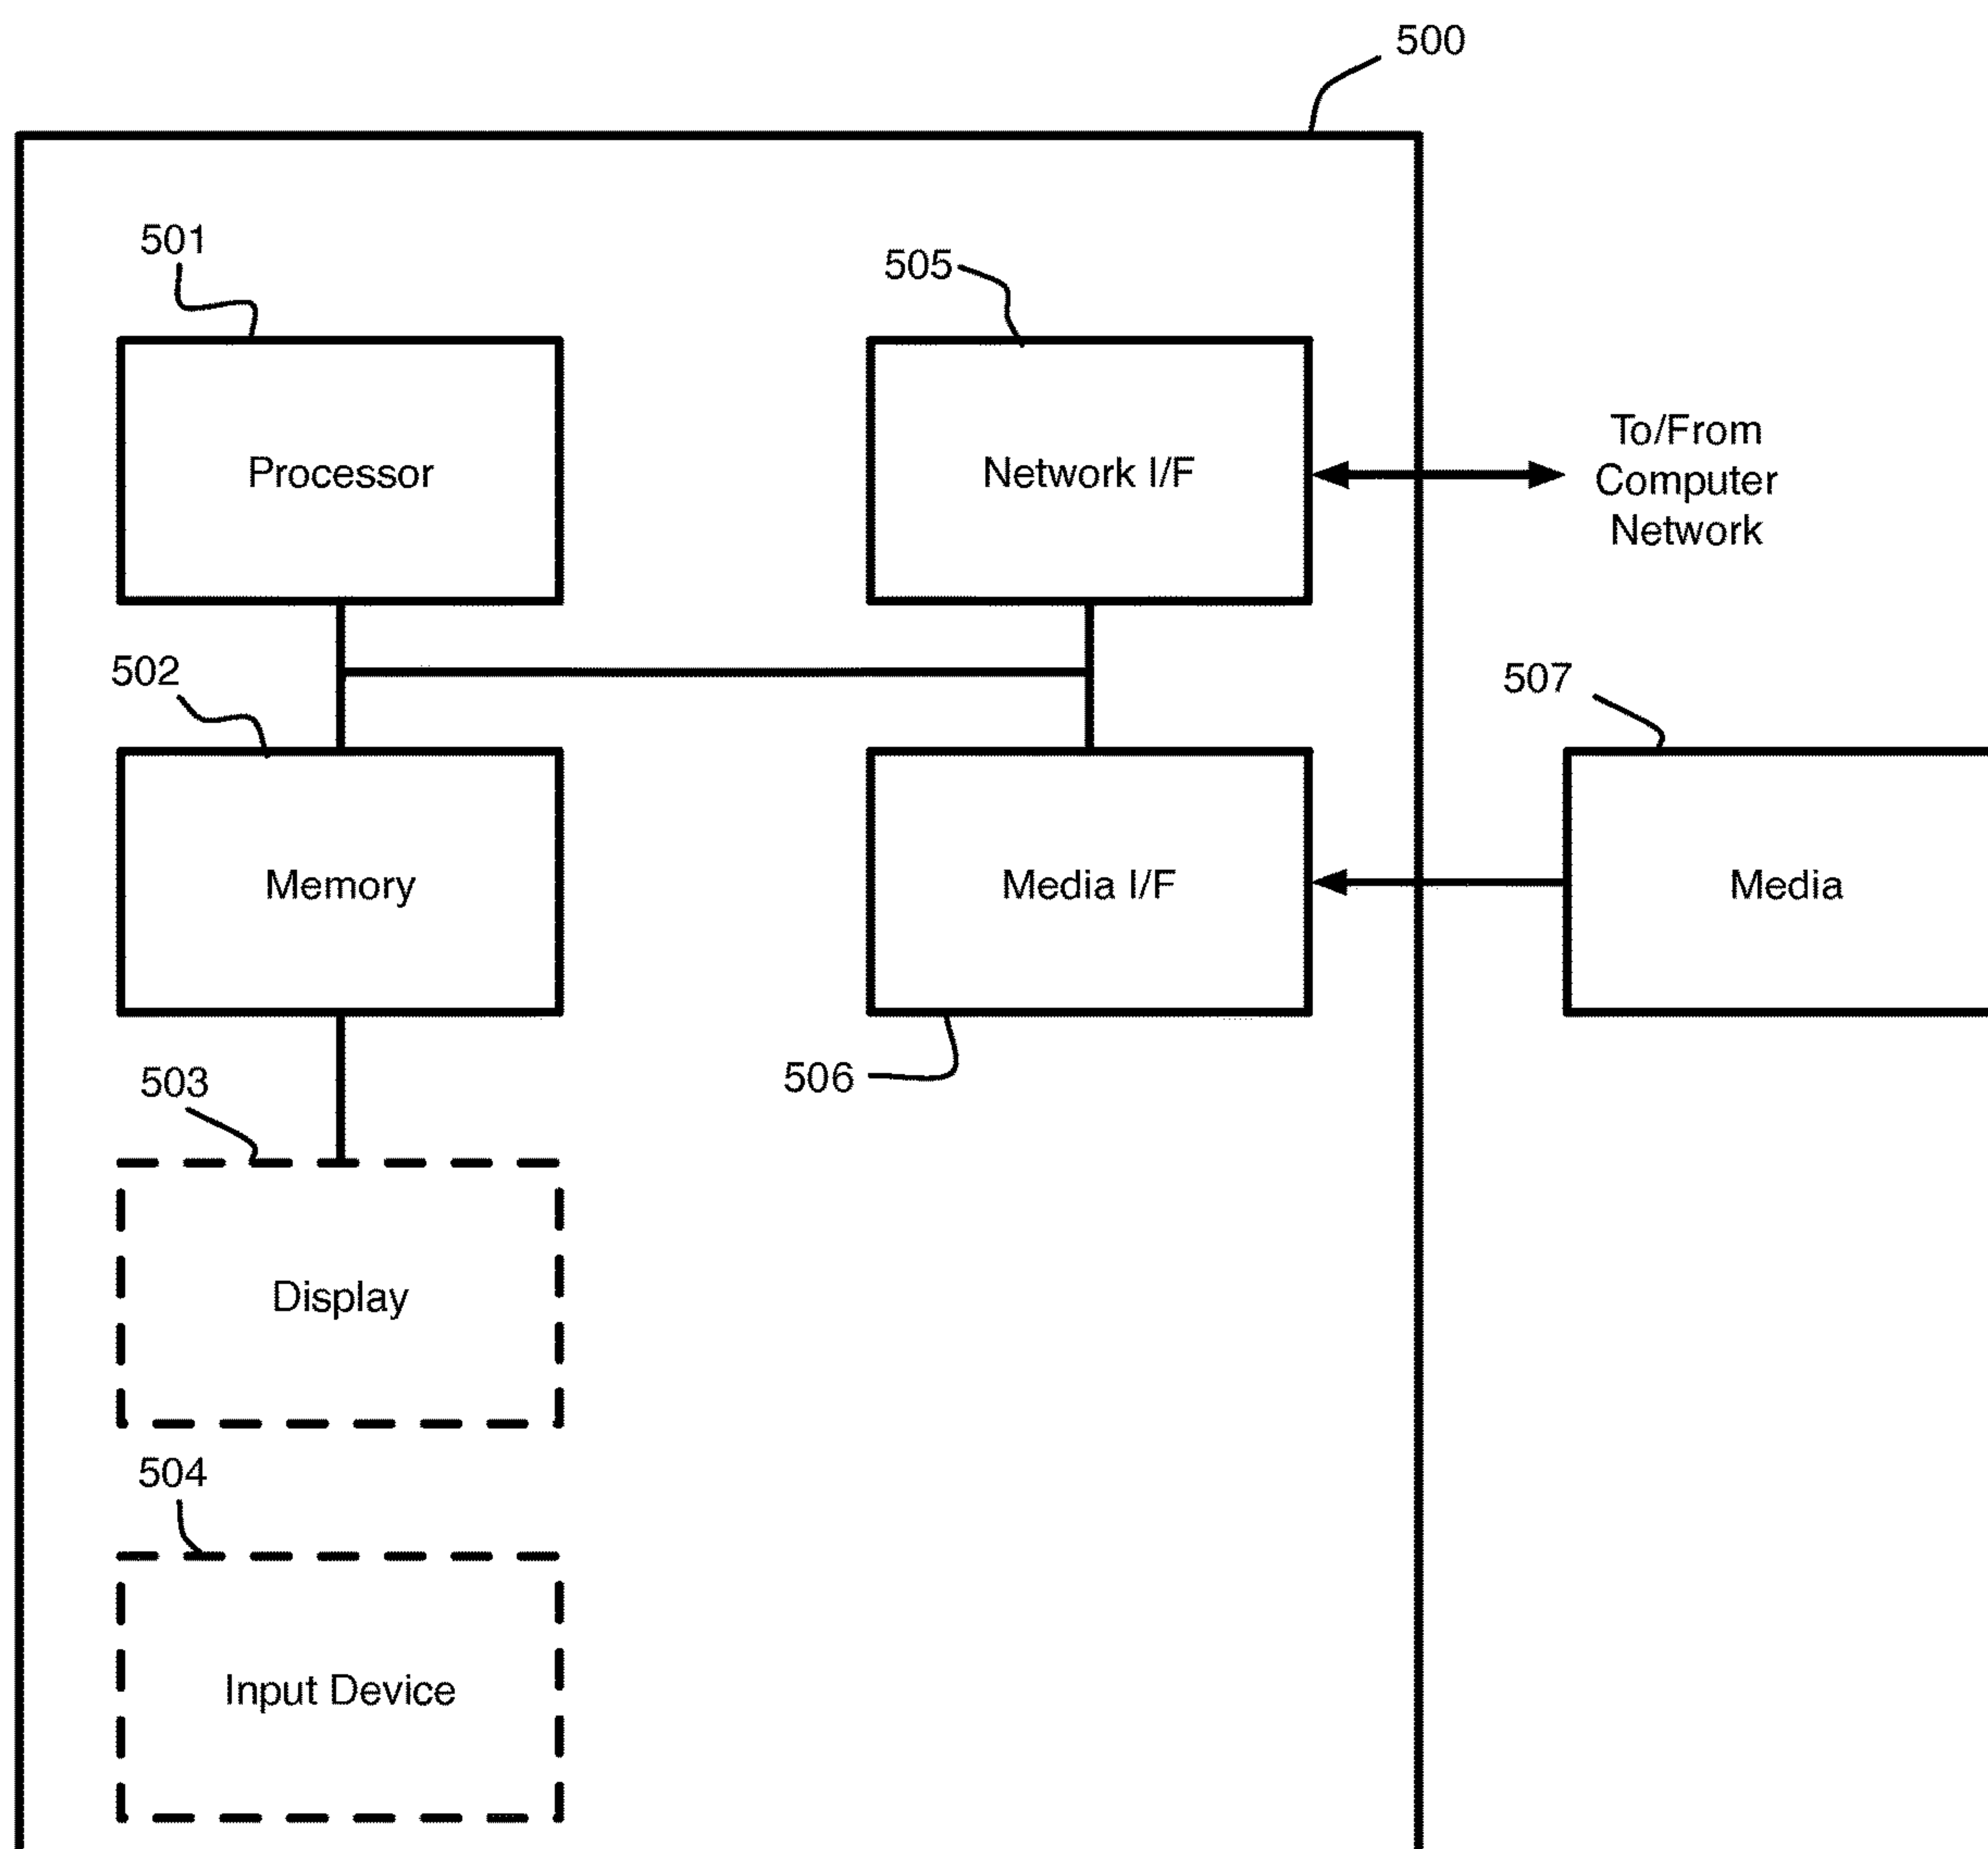 500
501
505
Processor
Network I/F
To/From
Computer
Network
502
507
Memory
Media I/F
Media
503
506
Display
504
Input Device